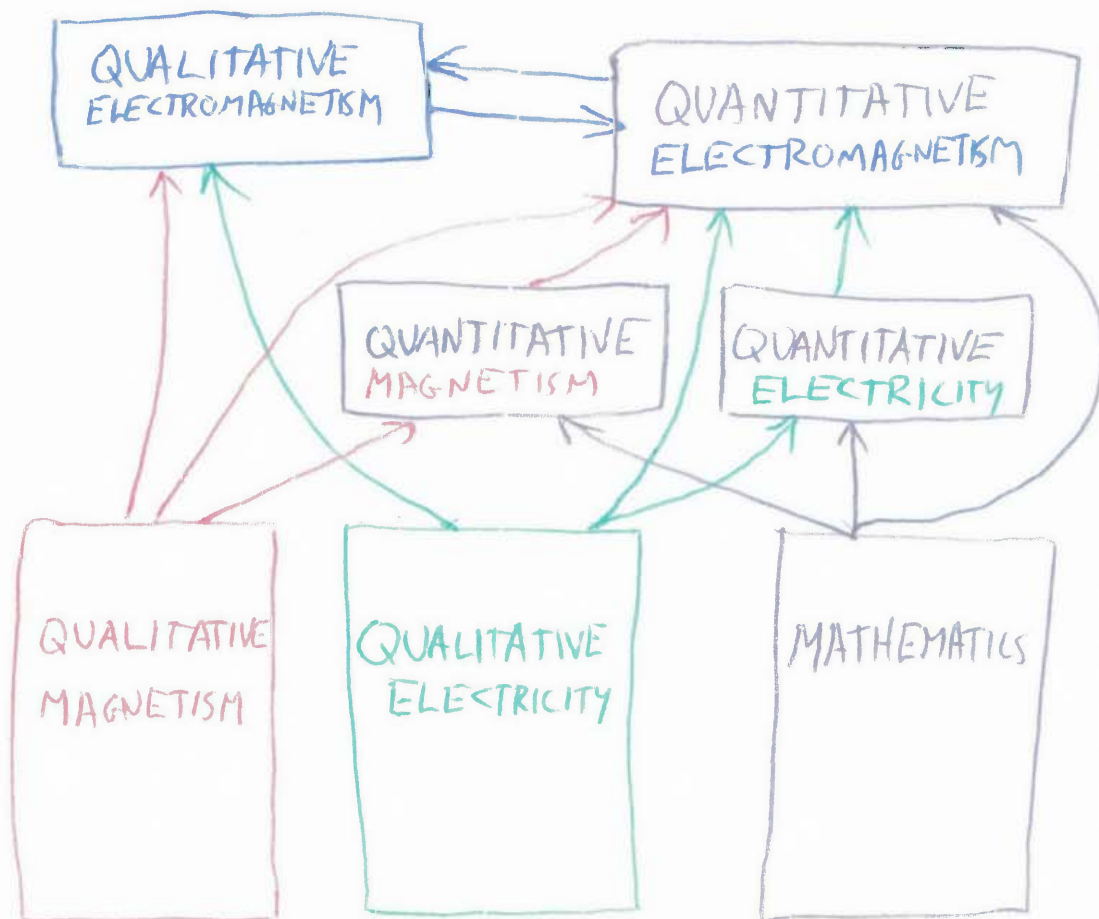 QUALITATIVE
ELECTROMAGNETISM
QUANTITATIVE
ELECTROMAGNETISM
QUANTITATIVE
MAGNETISM
QUANTITATIVE
ELECTRICITY
QUALITATIVE
MAGNETISM
QUALITATIVE
ELECTRICITY
MATHEMATICS